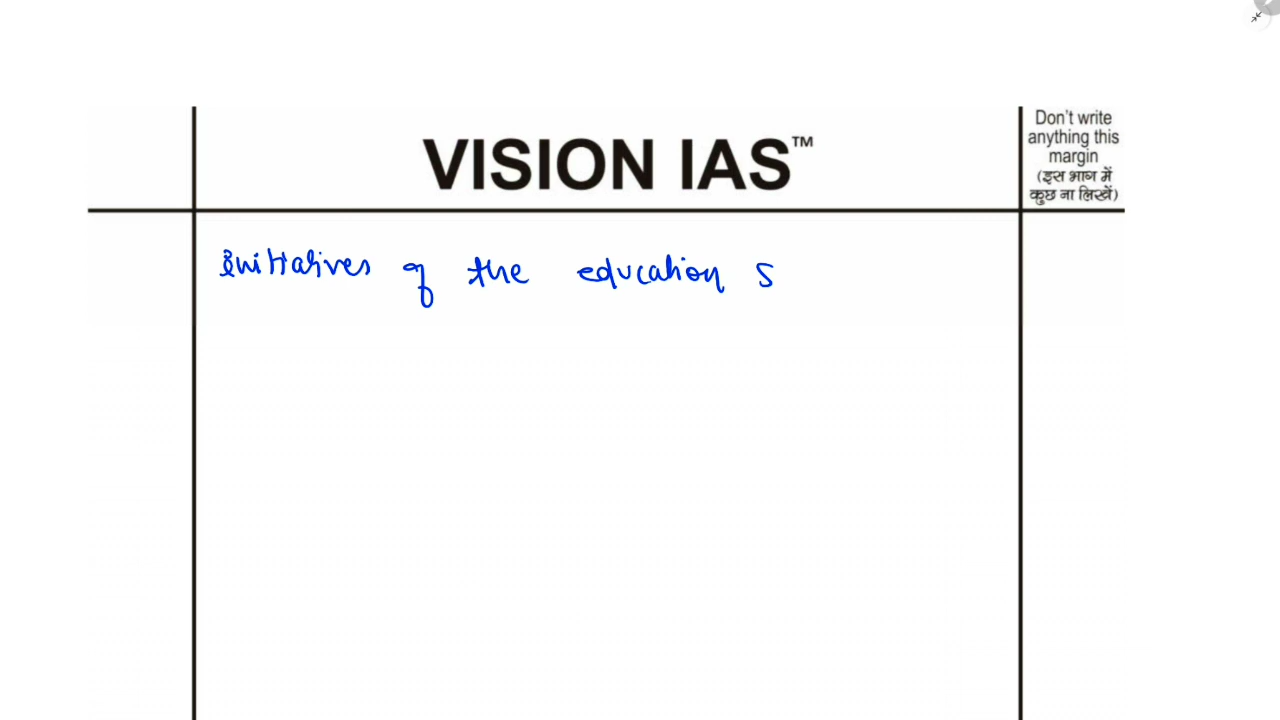 VISION IAS™
Don't write
anything this
margin
(इस भाग में
कुछ ना लिखें)
initiatives of the education s